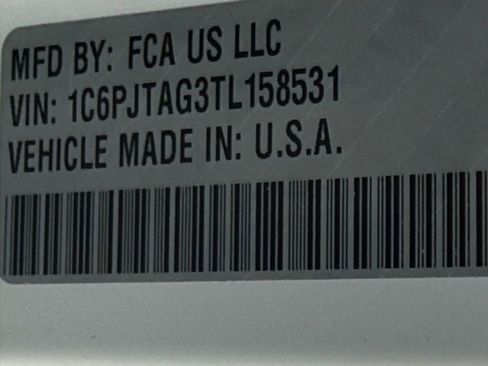 MFD BY: FCA US LLC
VIN: 1C6PJTAG3TL158531
VEHICLE MADE IN: U.S.A.